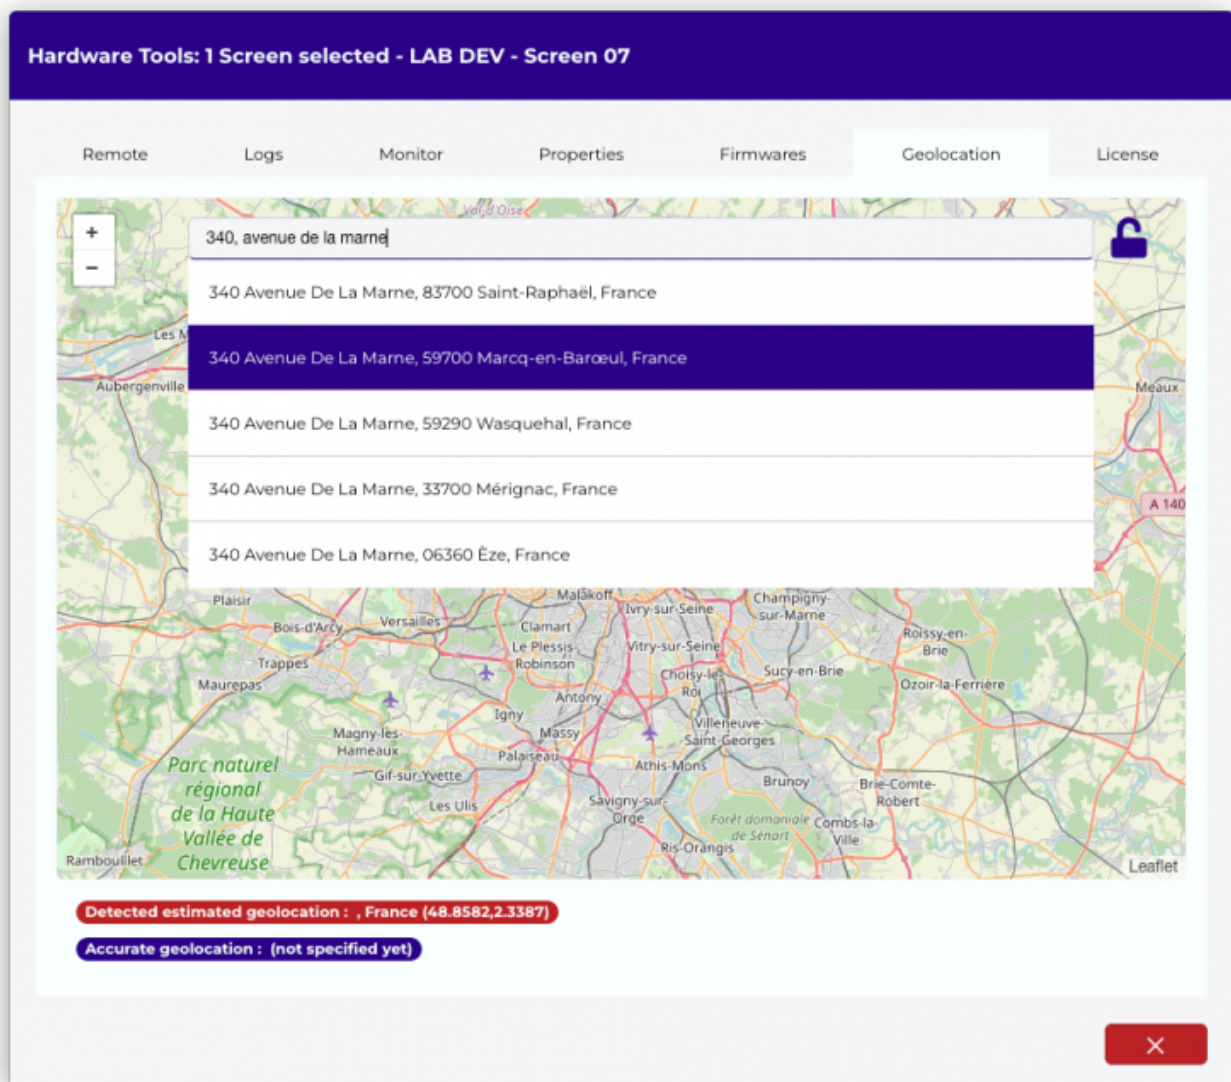 Hardware Tools: 1 Screen selected - LAB DEV - Screen 07
Remote Logs Monitor Properties Firmwares Geolocation License
Val-d'Oise
+
340, avenue de la marne
−
340 Avenue De La Marne, 83700 Saint-Raphaël, France
Les M
340 Avenue De La Marne, 59700 Marcq-en-Barœul, France
Aubergenville
Meaux
340 Avenue De La Marne, 59290 Wasquehal, France
340 Avenue De La Marne, 33700 Mérignac, France
A 140
340 Avenue De La Marne, 06360 Èze, France
Plaisir
Malakoff
Ivry-sur-Seine
Champigny-
sur-Marne
Bois-d'Arcy
Versailles
Clamart
Roissy-en-
Brie
Le Plessis-
Robinson
Vitry-sur-Seine
Trappes
Choisy-le-
Roi
Sucy-en-Brie
Maurepas
Antony
Ozoir-la-Ferrière
Igny
Magny-les-
Hameaux
Massy
Villeneuve-
Saint-Georges
Palaiseau
Parc naturel
régional
de la Haute
Vallée de
Chevreuse
Gif-sur-Yvette
Athis-Mons
Brunoy
Brie-Comte-
Robert
Les Ulis
Savigny-sur-
Orge
Forêt domaniale
de Sénart
Combs-la-
Ville
Ris-Orangis
Rambouillet
Leaflet
Detected estimated geolocation : , France (48.8582,2.3387)
Accurate geolocation : (not specified yet)